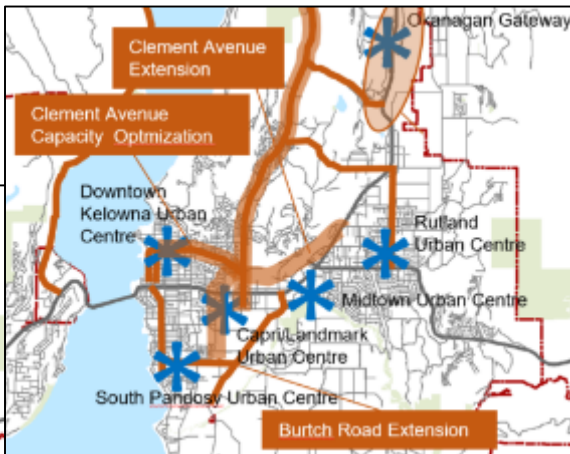 Okanagan Gateway
Clement Avenue
Extension
Clement Avenue
Capacity Optmization
Downtown
Kelowna Urban
Centre
Rutland
Urban Centre
Midtown Urban Centre
Capri/Landmark
Urban Centre
South Pandosy Urban Centre
Burtch Road Extension